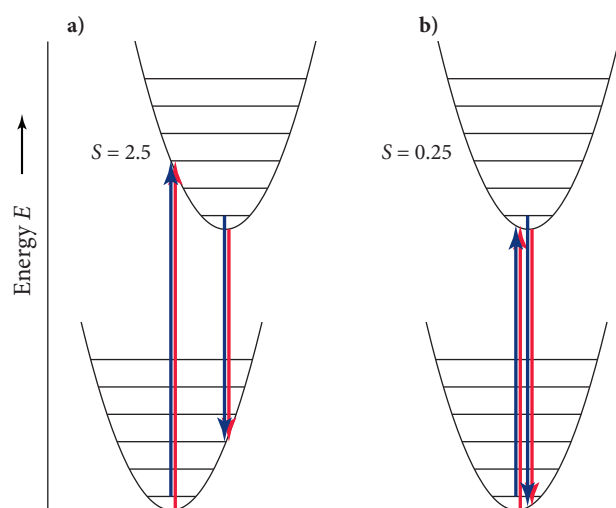 a)
b)
S = 2.5
S = 0.25
Energy E